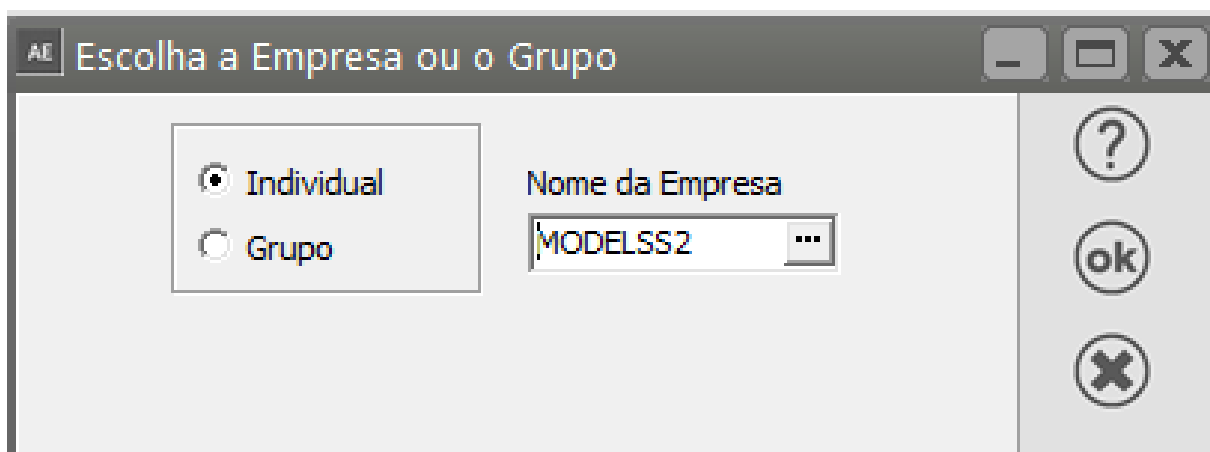 AE Escolha a Empresa ou o Grupo
Individual
Nome da Empresa
Grupo
MODELSS2 ...
?
ok